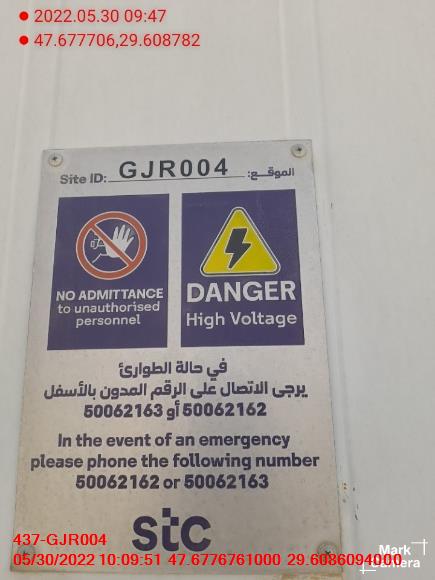 2022.05.30 09:47
47.677706,29.608782
Site ID: GJR004 الموقع:
NO ADMITTANCE
to unauthorised
personnel
DANGER
High Voltage
في حالة الطوارئ
يرجى الاتصال على الرقم المدون بالأسفل
50062162 أو 50062163
In the event of an emergency
please phone the following number
50062162 or 50062163
stc
437-GJR004
05/30/2022 10:09:51 47.6776761000 29.6086094000
Mark
Camera